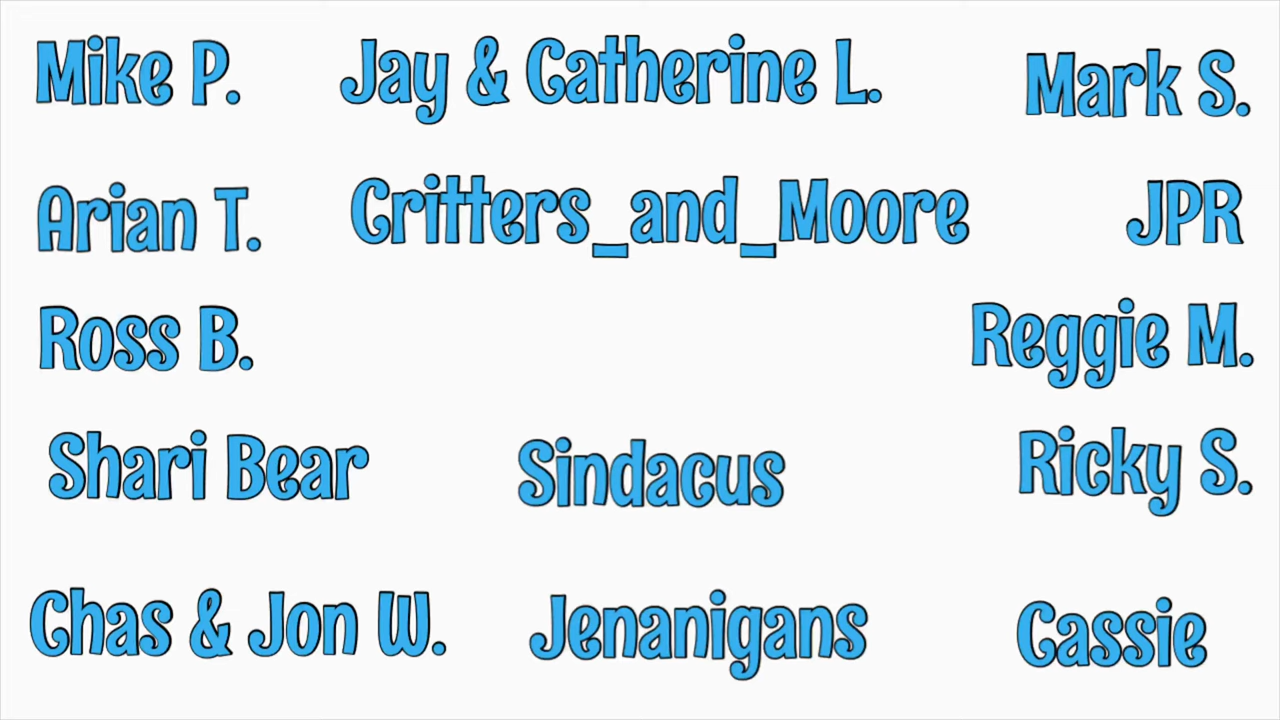 Mike P. Jay & Catherine L. Mark S.
Arian T. Critters_and_Moore JPR
Ross B. Reggie M.
Shari Bear Sindacus Ricky S.
Chas & Jon W. Jenanigans Cassie